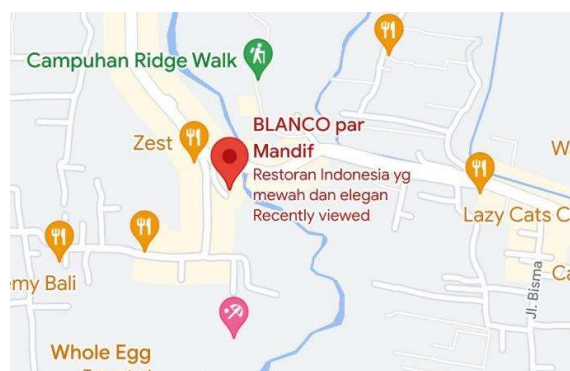 Campuhan Ridge Walk
BLANCO par
Mandif
Restoran Indonesia yg
mewah dan elegan
Recently viewed
Zest
W
Lazy Cats C
my Bali
Ca
Jl. Bisma
Whole Egg